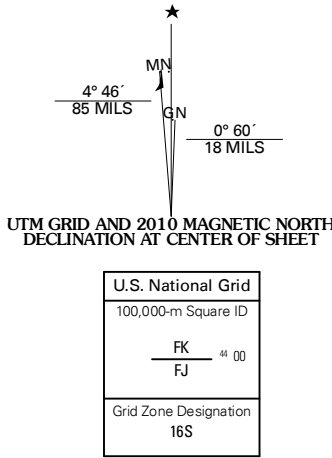 ★
MN
4° 46´
85 MILS
GN
0° 60´
18 MILS
UTM GRID AND 2010 MAGNETIC NORTH
DECLINATION AT CENTER OF SHEET
U.S. National Grid
100,000-m Square ID
FK
44 00
FJ
Grid Zone Designation
16S